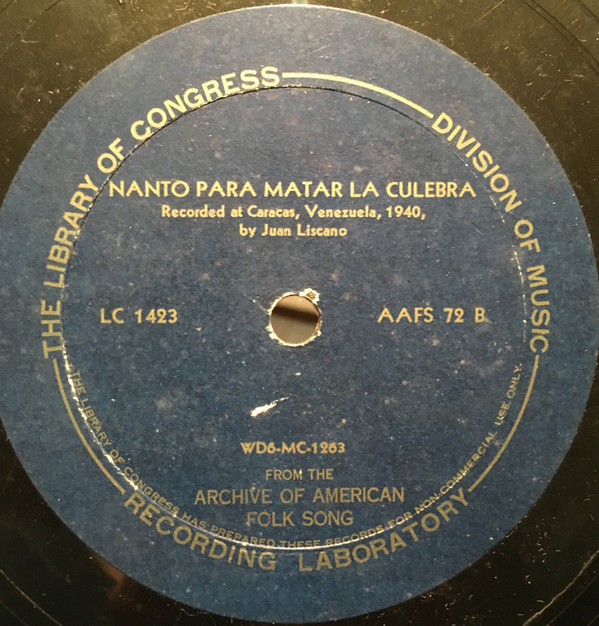 THE LIBRARY OF CONGRESS
DIVISION OF MUSIC
NANTO PARA MATAR LA CULEBRA
Recorded at Caracas, Venezuela, 1940,
by Juan Liscano
LC 1423
AAFS 72 B
WD6-MC-1263
FROM THE
ARCHIVE OF AMERICAN
FOLK SONG
THE LIBRARY OF CONGRESS HAS PREPARED THESE RECORDS FOR NON-COMMERCIAL USE ONLY.
RECORDING LABORATORY